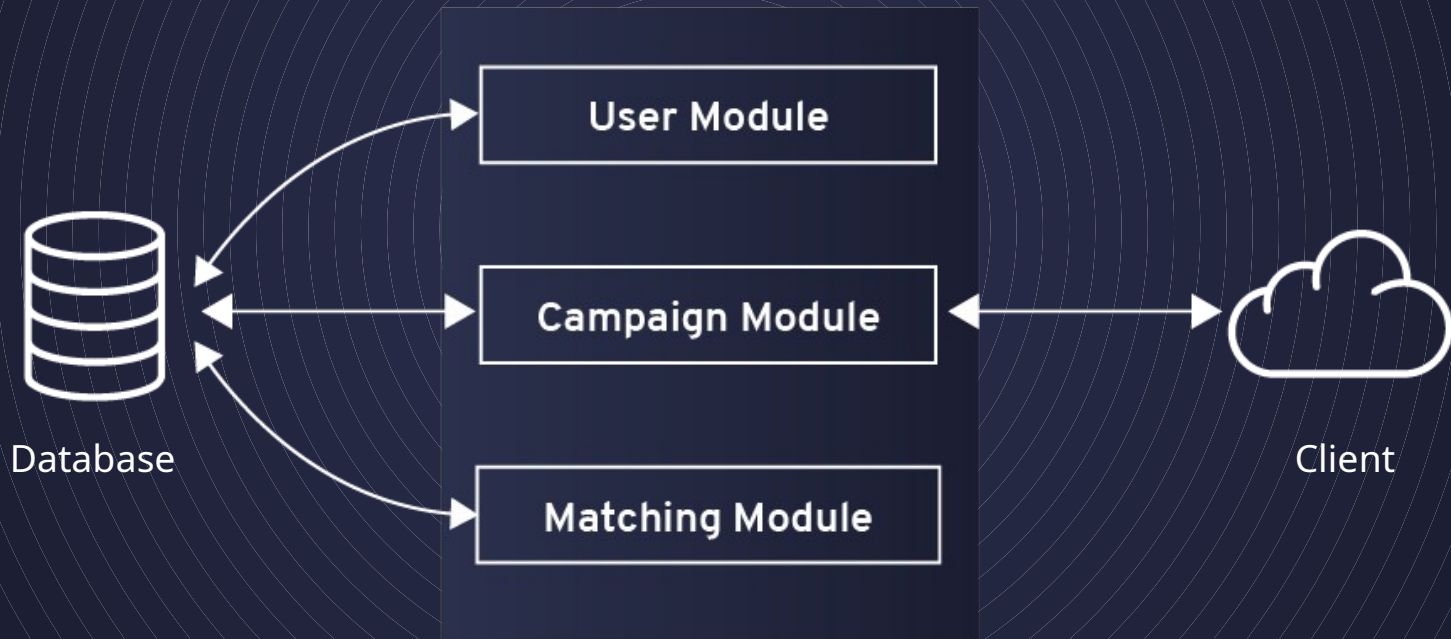 User Module
Campaign Module
Database
Client
Matching Module